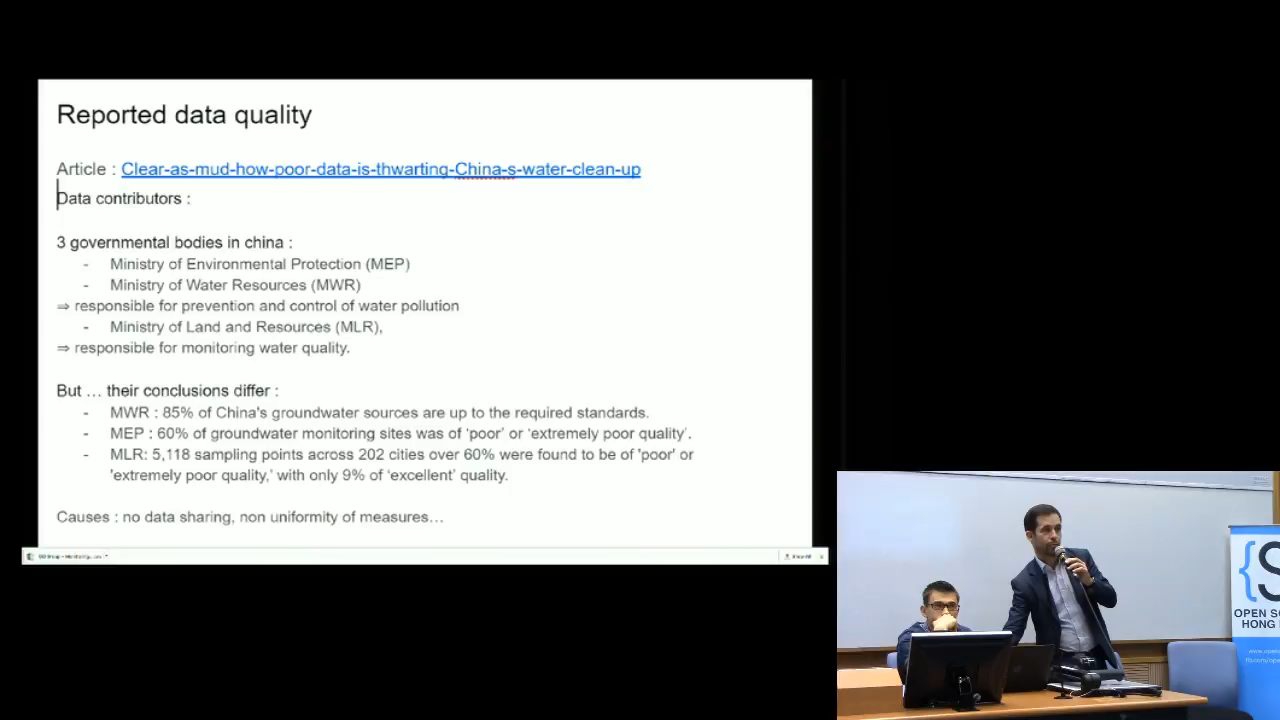 Reported data quality
Article : Clear-as-mud-how-poor-data-is-thwarting-China-s-water-clean-up
Data contributors :
3 governmental bodies in china :
- Ministry of Environmental Protection (MEP)
- Ministry of Water Resources (MWR)
⇒ responsible for prevention and control of water pollution
- Ministry of Land and Resources (MLR),
⇒ responsible for monitoring water quality.
But … their conclusions differ :
- MWR : 85% of China's groundwater sources are up to the required standards.
- MEP : 60% of groundwater monitoring sites was of ‘poor’ or ‘extremely poor quality’.
- MLR: 5,118 sampling points across 202 cities over 60% were found to be of 'poor' or
'extremely poor quality,' with only 9% of ‘excellent’ quality.
Causes : no data sharing, non uniformity of measures…
Show All
{S
OPEN
HONG